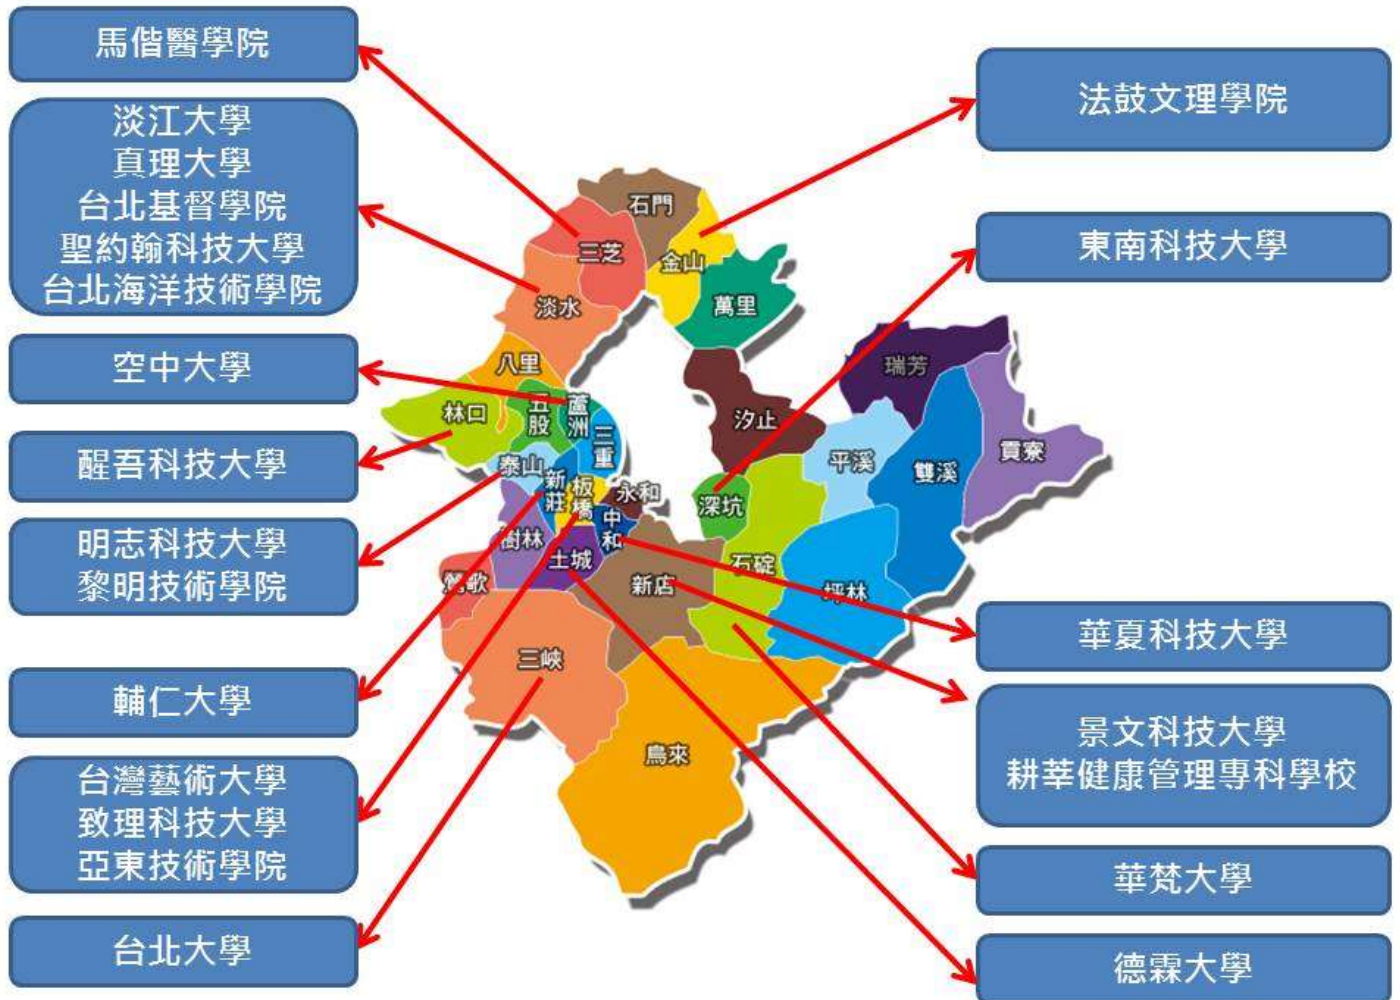 馬偕醫學院
淡江大學
真理大學
台北基督學院
聖約翰科技大學
台北海洋技術學院
空中大學
醒吾科技大學
明志科技大學
黎明技術學院
輔仁大學
台灣藝術大學
致理科技大學
亞東技術學院
台北大學
石門
三芝
金山
萬里
淡水
八里
林口
五股
蘆洲
三重
泰山
新莊
板橋
永和
中和
樹林
土城
鶯歌
三峽
新店
烏來
汐止
深坑
石碇
坪林
平溪
瑞芳
雙溪
貢寮
法鼓文理學院
東南科技大學
華夏科技大學
景文科技大學
耕莘健康管理專科學校
華梵大學
德霖大學